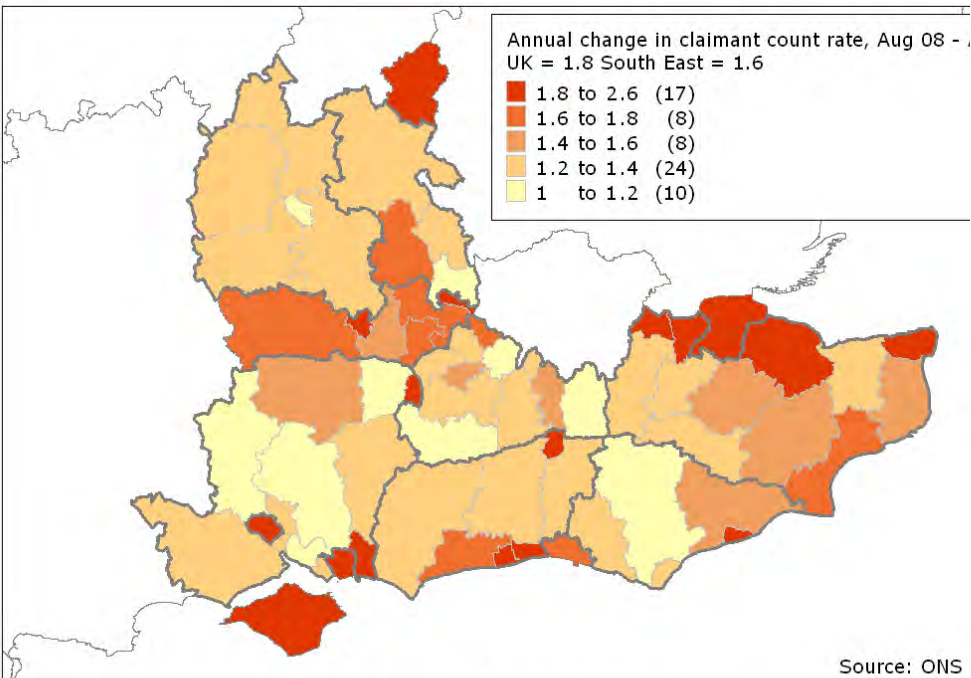 Annual change in claimant count rate, Aug 08 -
UK = 1.8 South East = 1.6
1.8 to 2.6 (17)
1.6 to 1.8 (8)
1.4 to 1.6 (8)
1.2 to 1.4 (24)
1 to 1.2 (10)
Source: ONS